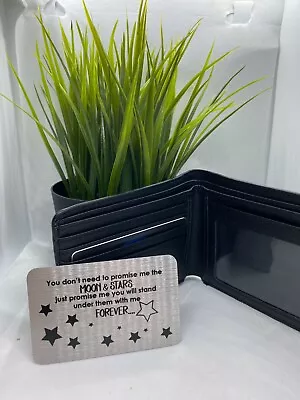 You don't need to promise me the
MOON & STARS
just promise me you will stand
under them with me
FOREVER....